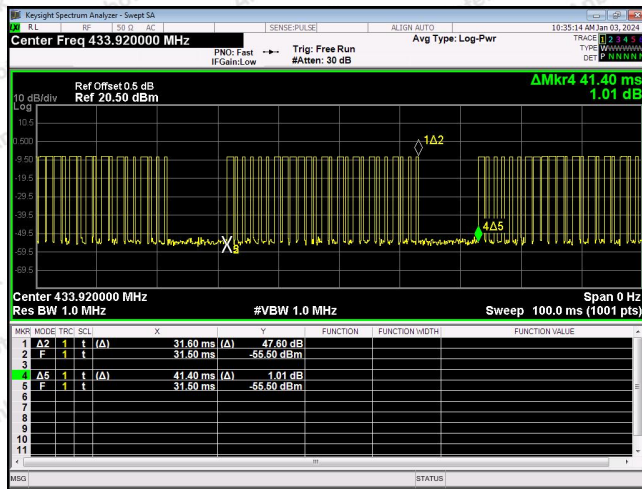 Keysight Spectrum Analyzer - Swept SA
LXI RL RF 50 Ω AC SENSE:PULSE ALIGN AUTO 10:35:14 AM Jan 03, 2024
Center Freq 433.920000 MHz
PNO: Fast
IFGain:Low
Trig: Free Run
#Atten: 30 dB
Avg Type: Log-Pwr
TRACE 1 2 3 4 5
TYPE W
DET P N N N N
ΔMkr4 41.40 ms
1.01 dB
Ref Offset 0.5 dB
10 dB/div Ref 20.50 dBm
Log
10.5
0.500
-9.50
-19.5
-29.5
-39.5
-49.5
-59.5
-69.5
1Δ2
4Δ5
X
Center 433.920000 MHz Span 0 Hz
Res BW 1.0 MHz #VBW 1.0 MHz Sweep 100.0 ms (1001 pts)
MKR MODE TRC SCL X Y FUNCTION FUNCTION WIDTH FUNCTION VALUE
1 Δ2 1 t (Δ) 31.60 ms (Δ) 47.60 dB
2 F 1 t 31.50 ms -55.50 dBm
3
4 Δ5 1 t (Δ) 41.40 ms (Δ) 1.01 dB
5 F 1 t 31.50 ms -55.50 dBm
6
7
8
9
10
11
MSG STATUS